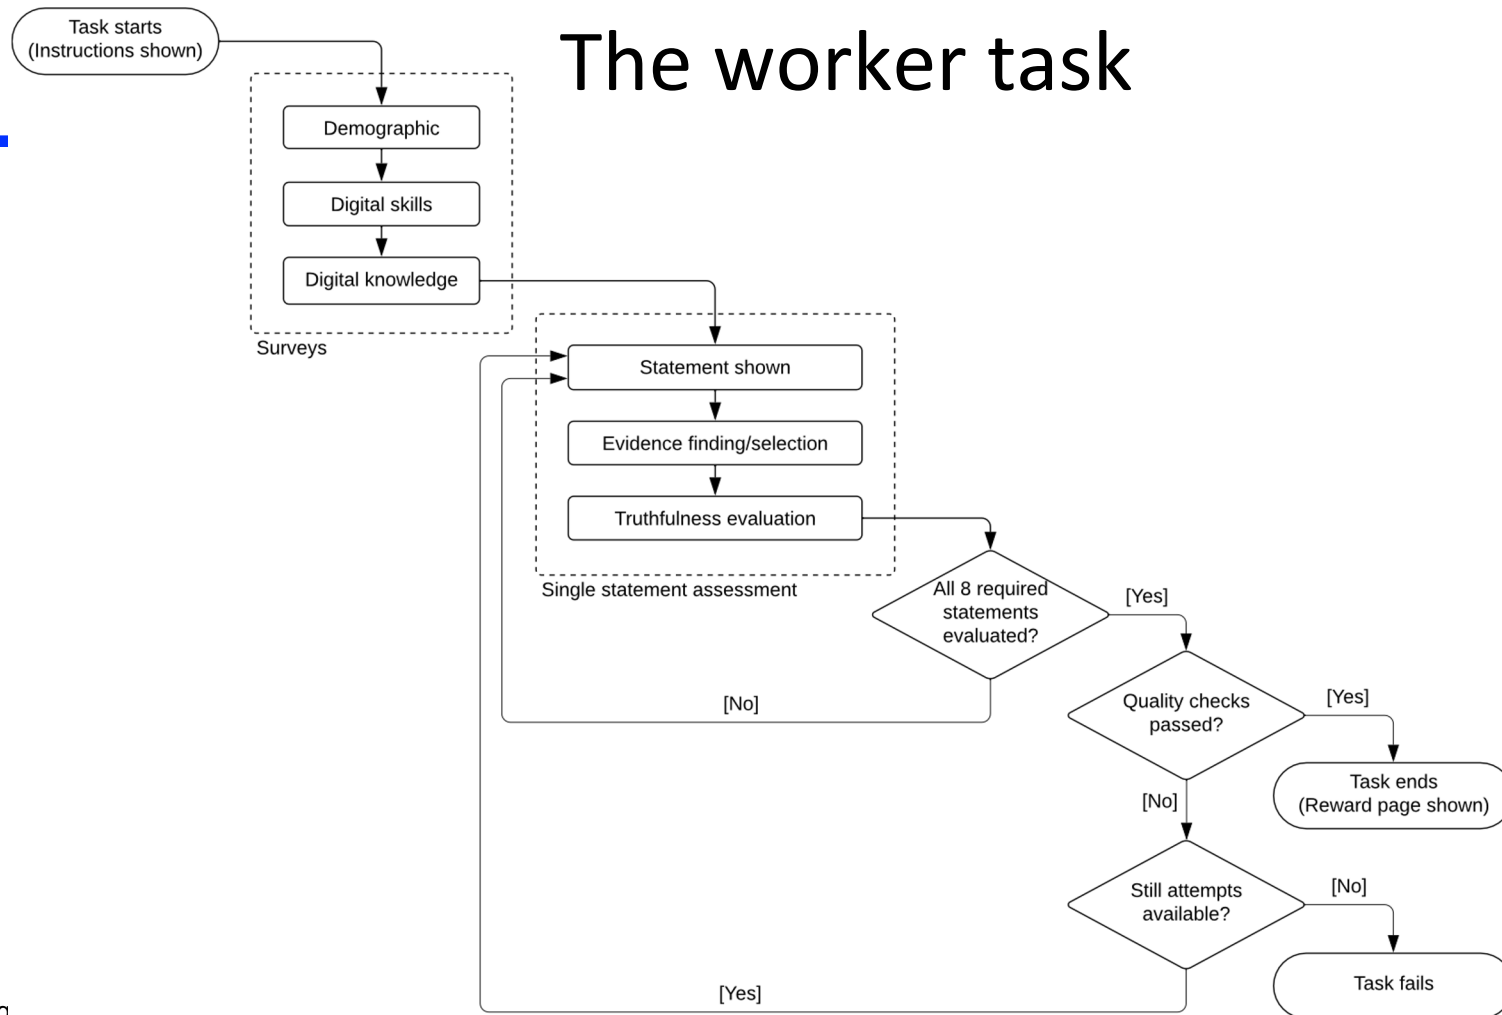 The worker task
Task starts
(Instructions shown)
Demographic
Digital skills
Digital knowledge
Surveys
Statement shown
Evidence finding/selection
Truthfulness evaluation
Single statement assessment
All 8 required
statements
evaluated?
[Yes]
[No]
Quality checks
passed?
[Yes]
Task ends
(Reward page shown)
[No]
Still attempts
available?
[No]
Task fails
[Yes]